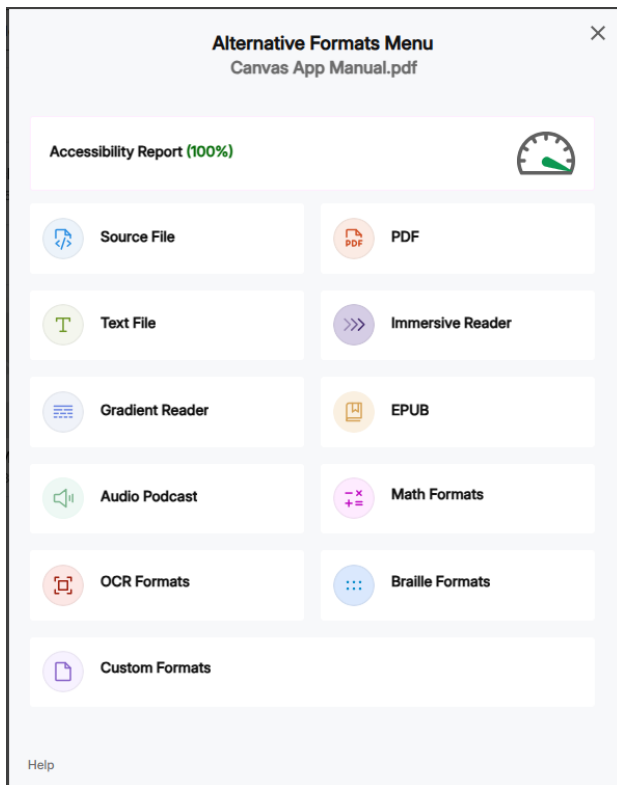 Alternative Formats Menu
Canvas App Manual.pdf
Accessibility Report (100%)
Source File
PDF
PDF
Text File
T
Immersive Reader
Gradient Reader
EPUB
Audio Podcast
Math Formats
OCR Formats
Braille Formats
Custom Formats
Help